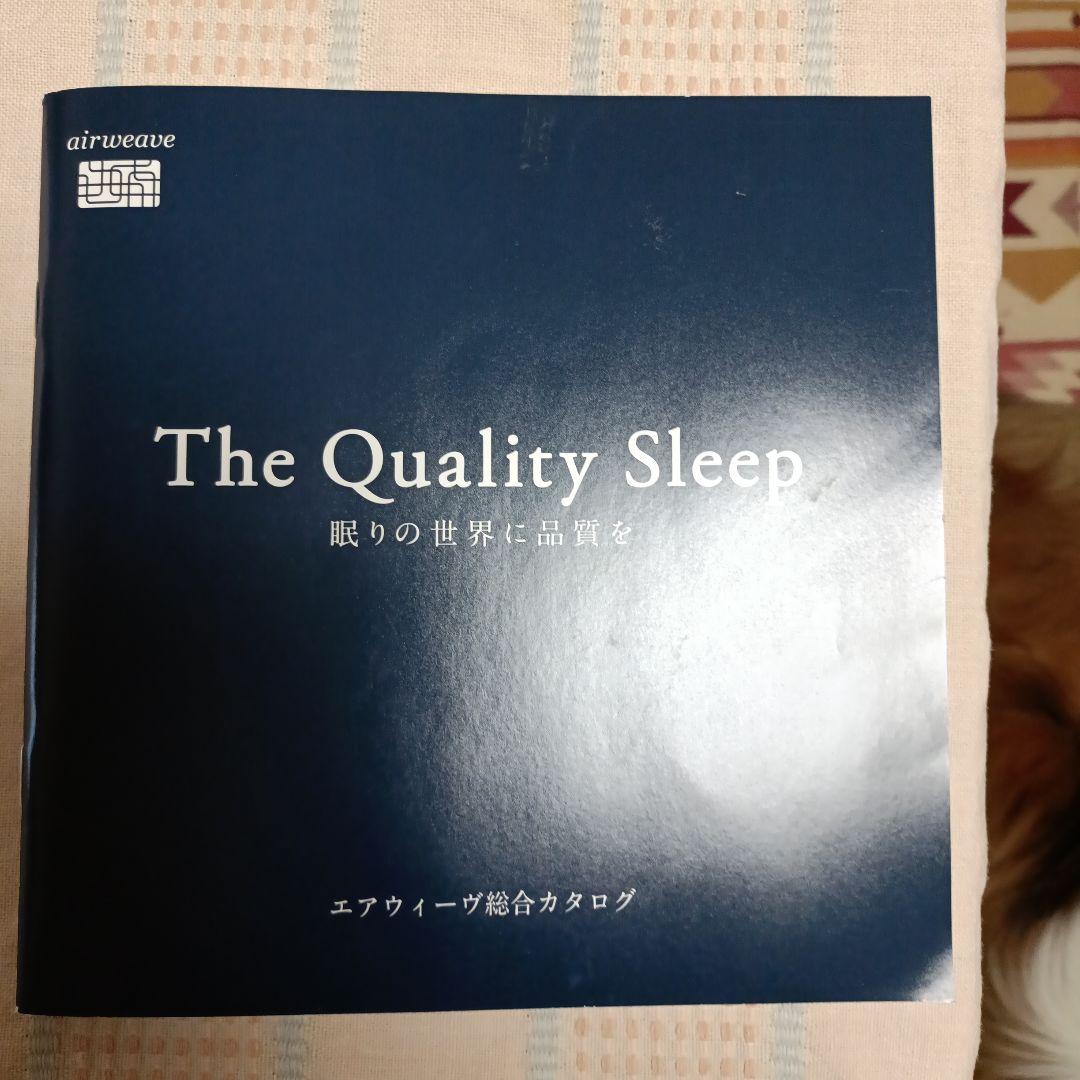 airweave
The Quality Sleep
眠りの世界に品質を
エアウィーヴ総合カタログ